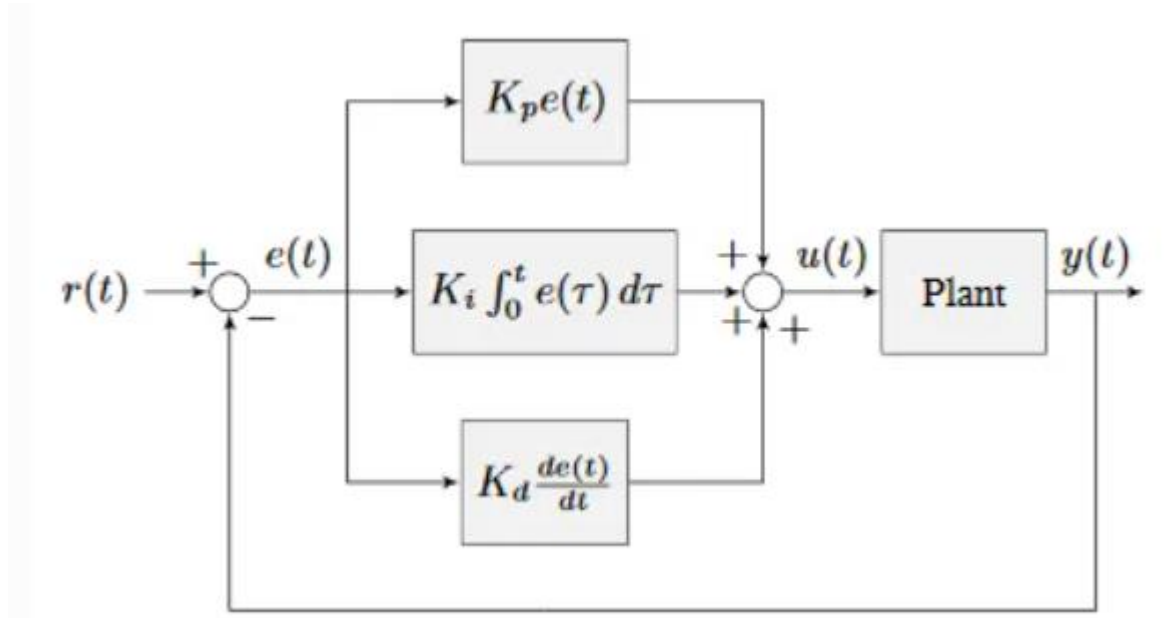 K_p e(t)
r(t) + − e(t) K_i ∫_0^t e(τ) dτ + + + u(t) Plant y(t)
K_d de(t)/dt